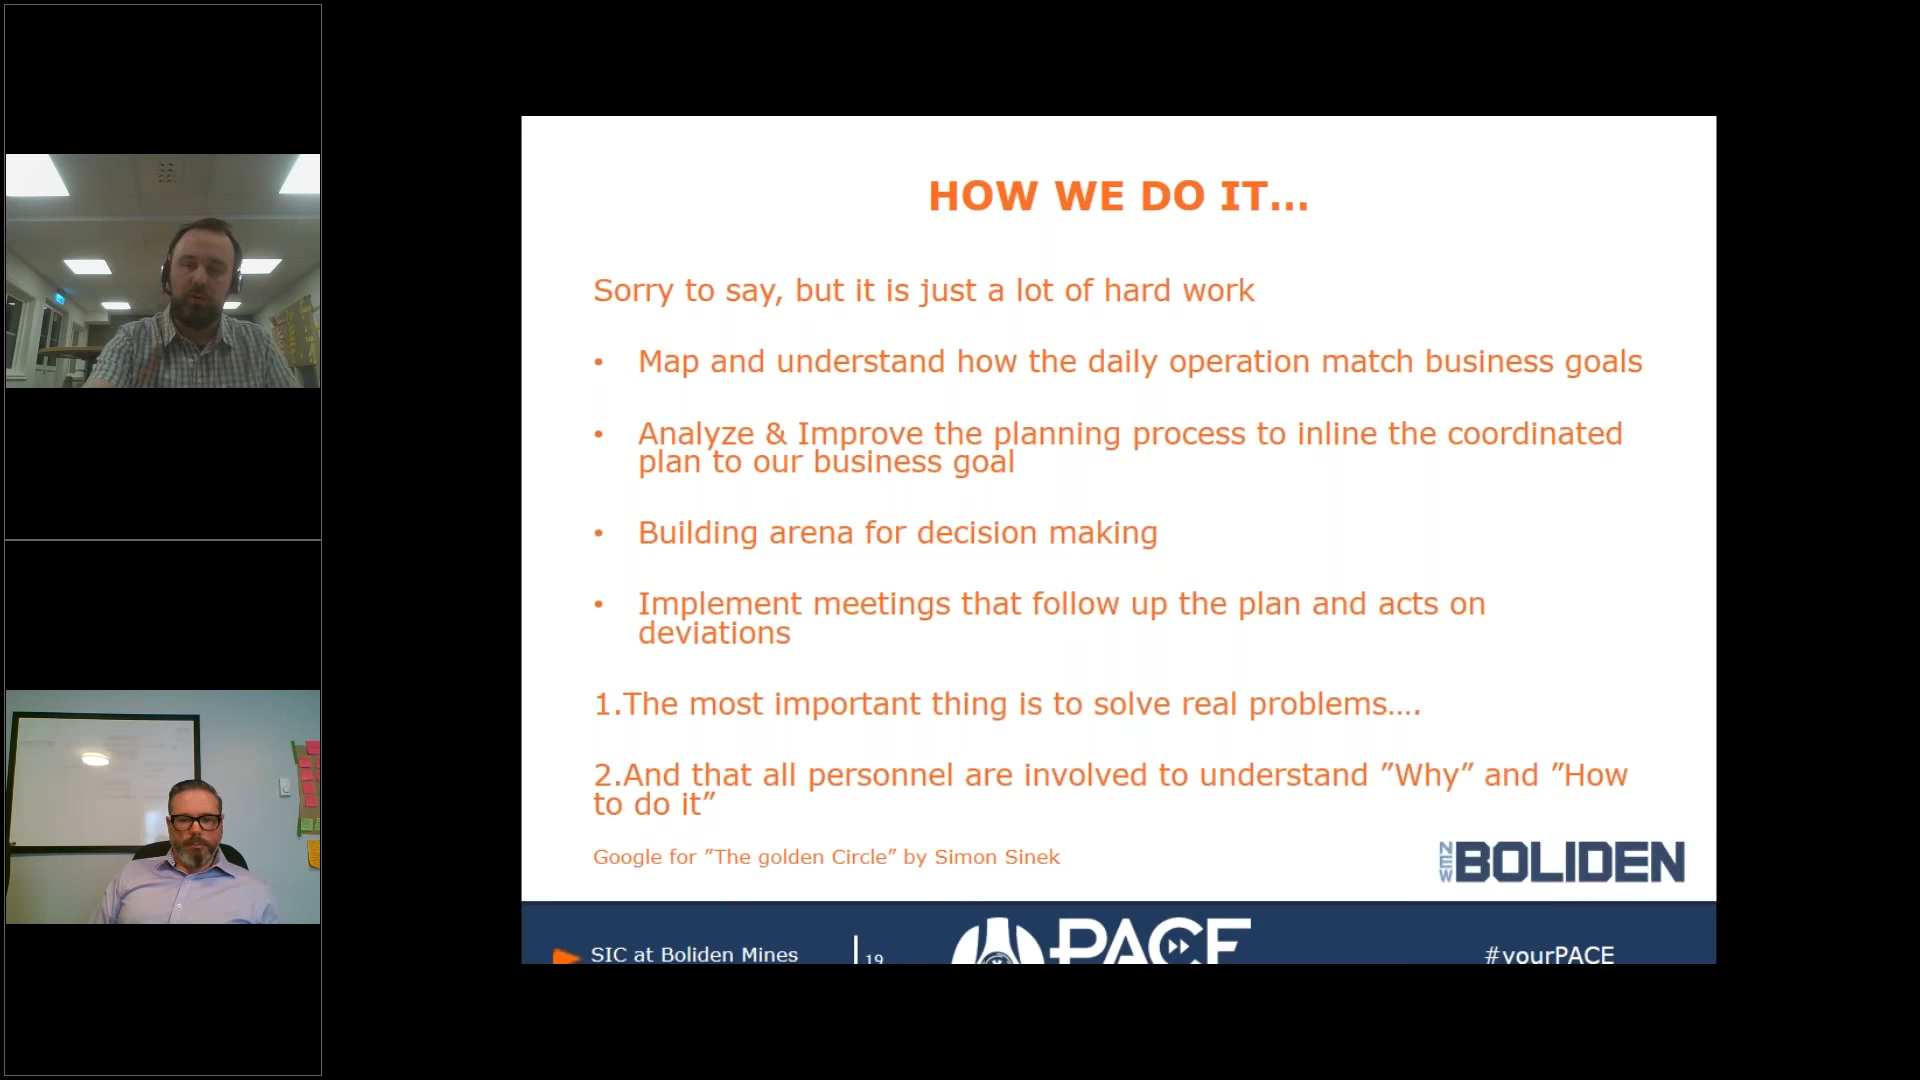 HOW WE DO IT...
Sorry to say, but it is just a lot of hard work
• Map and understand how the daily operation match business goals
• Analyze & Improve the planning process to inline the coordinated
plan to our business goal
• Building arena for decision making
• Implement meetings that follow up the plan and acts on
deviations
1.The most important thing is to solve real problems….
2.And that all personnel are involved to understand ”Why” and ”How
to do it”
Google for ”The golden Circle” by Simon Sinek
NEW BOLIDEN
SIC at Boliden Mines
19
PACE
#yourPACE